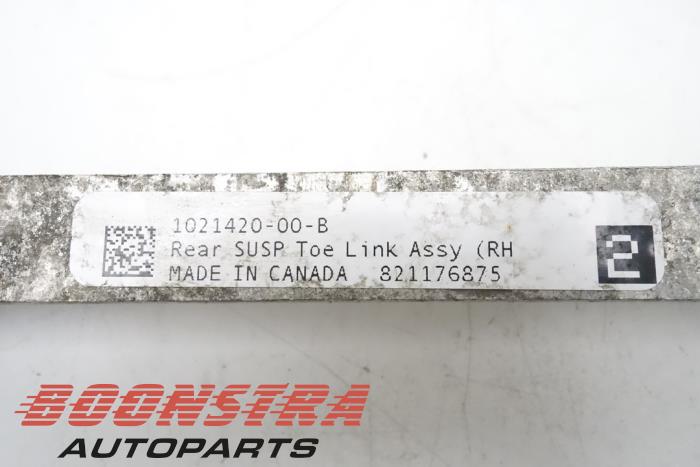 1021420-00-B
Rear SUSP Toe Link Assy (RH
MADE IN CANADA 821176875
2
BOONSTRA
AUTOPARTS